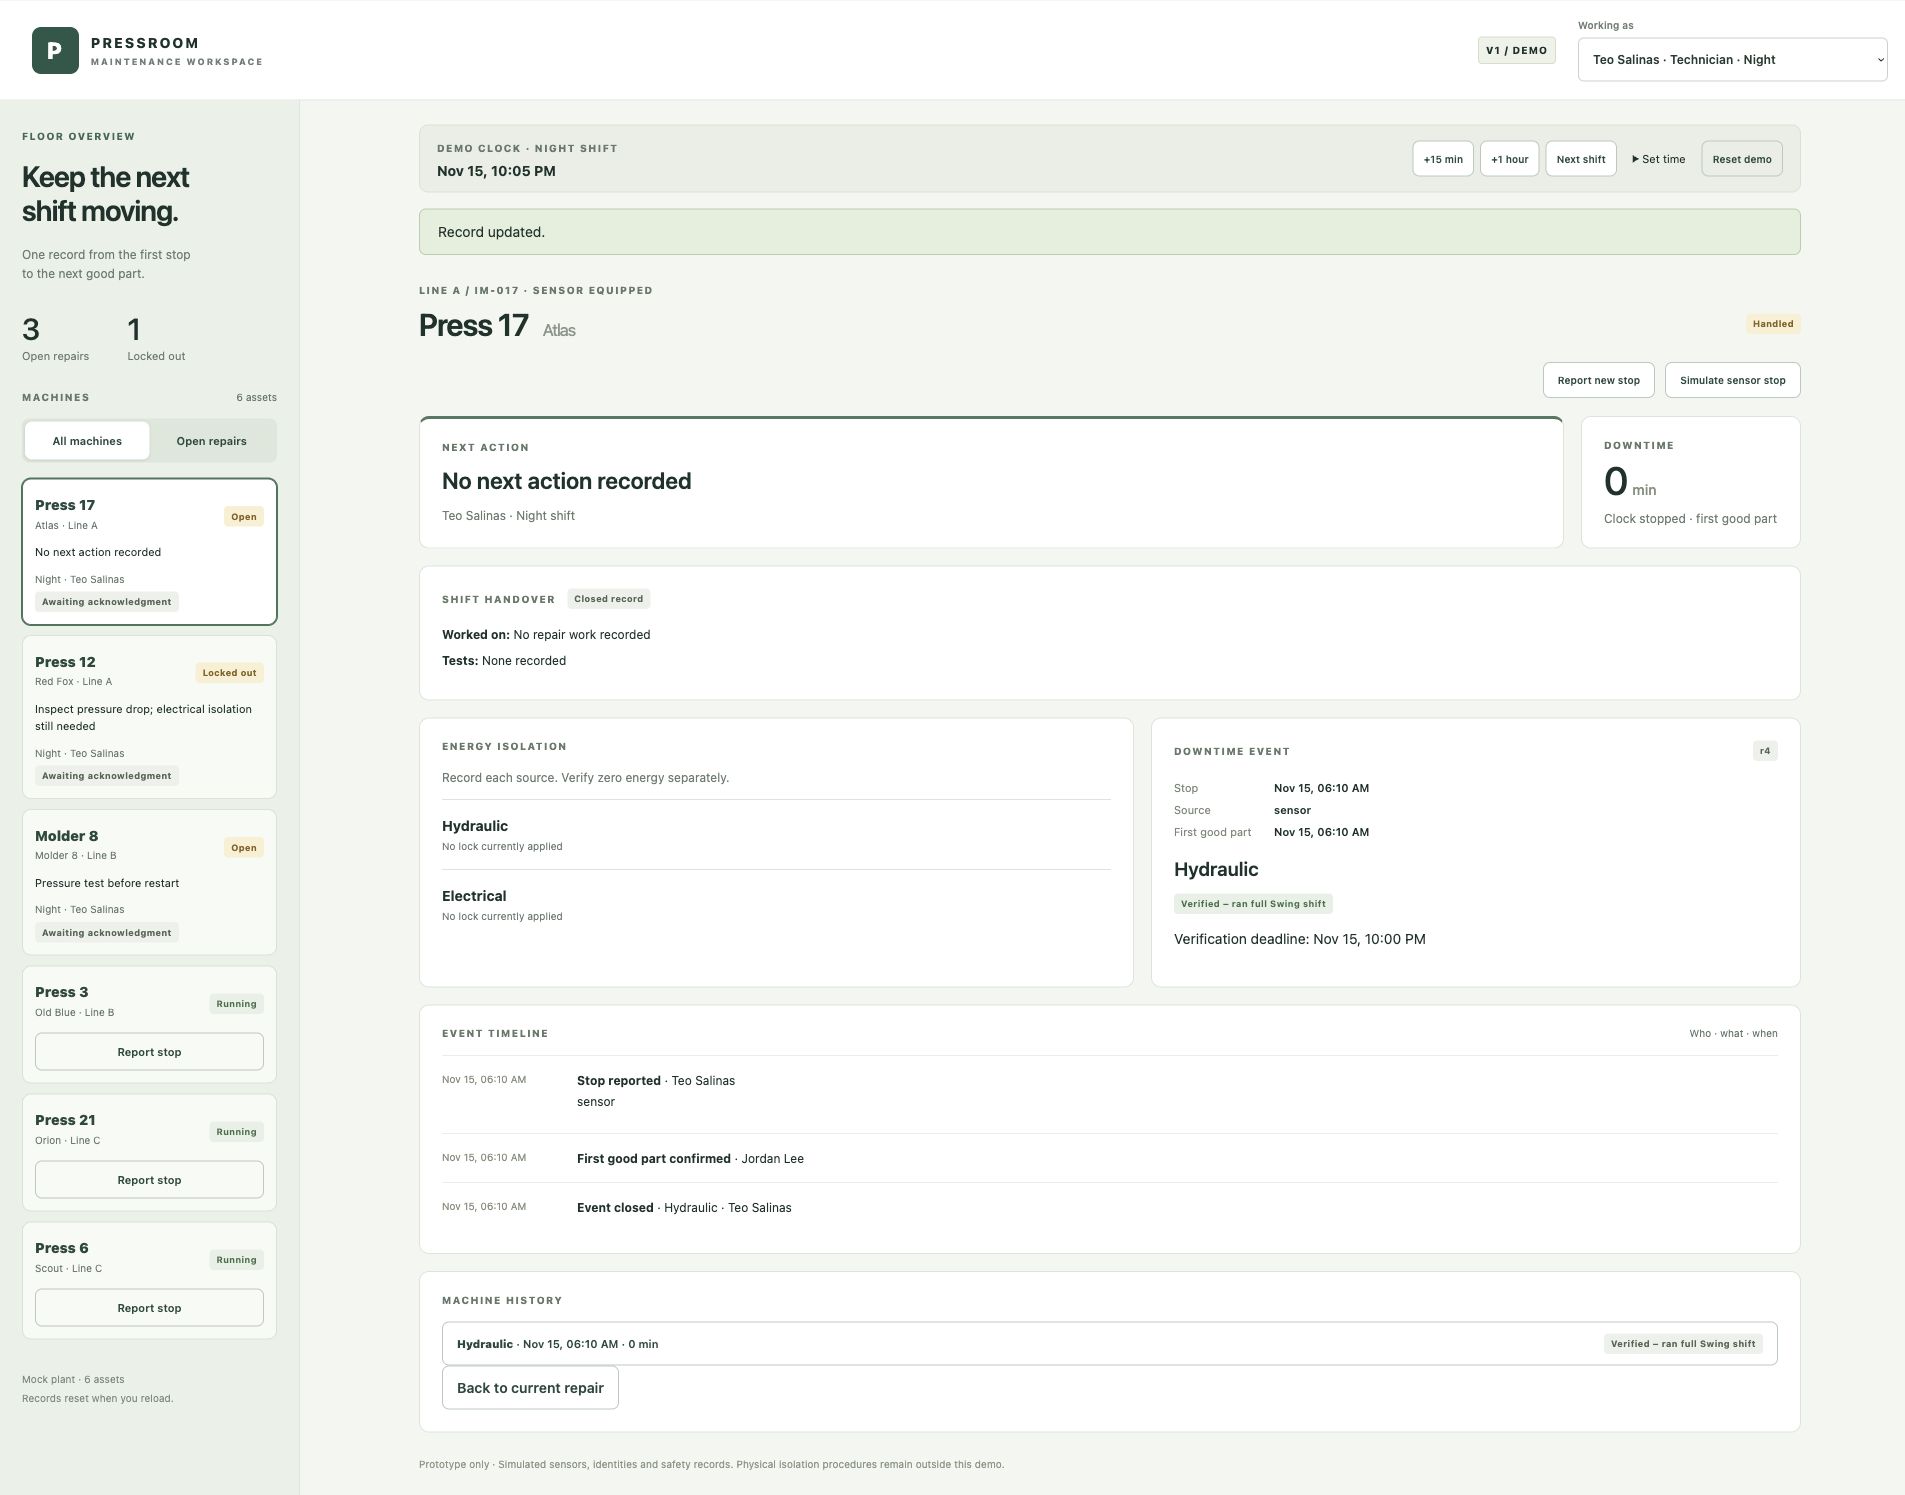 P
PRESSROOM
MAINTENANCE WORKSPACE
V1 / DEMO
Working as
Teo Salinas · Technician · Night
FLOOR OVERVIEW
Keep the next
shift moving.
One record from the first stop
to the next good part.
3
Open repairs
1
Locked out
MACHINES
6 assets
All machines
Open repairs
Press 17
Atlas · Line A
Open
No next action recorded
Night · Teo Salinas
Awaiting acknowledgment
Press 12
Red Fox · Line A
Locked out
Inspect pressure drop; electrical isolation
still needed
Night · Teo Salinas
Awaiting acknowledgment
Molder 8
Molder 8 · Line B
Open
Pressure test before restart
Night · Teo Salinas
Awaiting acknowledgment
Press 3
Old Blue · Line B
Running
Report stop
Press 21
Orion · Line C
Running
Report stop
Press 6
Scout · Line C
Running
Report stop
Mock plant · 6 assets
Records reset when you reload.
DEMO CLOCK · NIGHT SHIFT
Nov 15, 10:05 PM
+15 min
+1 hour
Next shift
Set time
Reset demo
Record updated.
LINE A / IM-017 · SENSOR EQUIPPED
Press 17 Atlas
Handled
Report new stop
Simulate sensor stop
NEXT ACTION
No next action recorded
Teo Salinas · Night shift
DOWNTIME
0 min
Clock stopped · first good part
SHIFT HANDOVER
Closed record
Worked on: No repair work recorded
Tests: None recorded
ENERGY ISOLATION
Record each source. Verify zero energy separately.
Hydraulic
No lock currently applied
Electrical
No lock currently applied
DOWNTIME EVENT
r4
Stop Nov 15, 06:10 AM
Source sensor
First good part Nov 15, 06:10 AM
Hydraulic
Verified – ran full Swing shift
Verification deadline: Nov 15, 10:00 PM
EVENT TIMELINE
Who · what · when
Nov 15, 06:10 AM
Stop reported · Teo Salinas
sensor
Nov 15, 06:10 AM
First good part confirmed · Jordan Lee
Nov 15, 06:10 AM
Event closed · Hydraulic · Teo Salinas
MACHINE HISTORY
Hydraulic · Nov 15, 06:10 AM · 0 min
Verified – ran full Swing shift
Back to current repair
Prototype only · Simulated sensors, identities and safety records. Physical isolation procedures remain outside this demo.